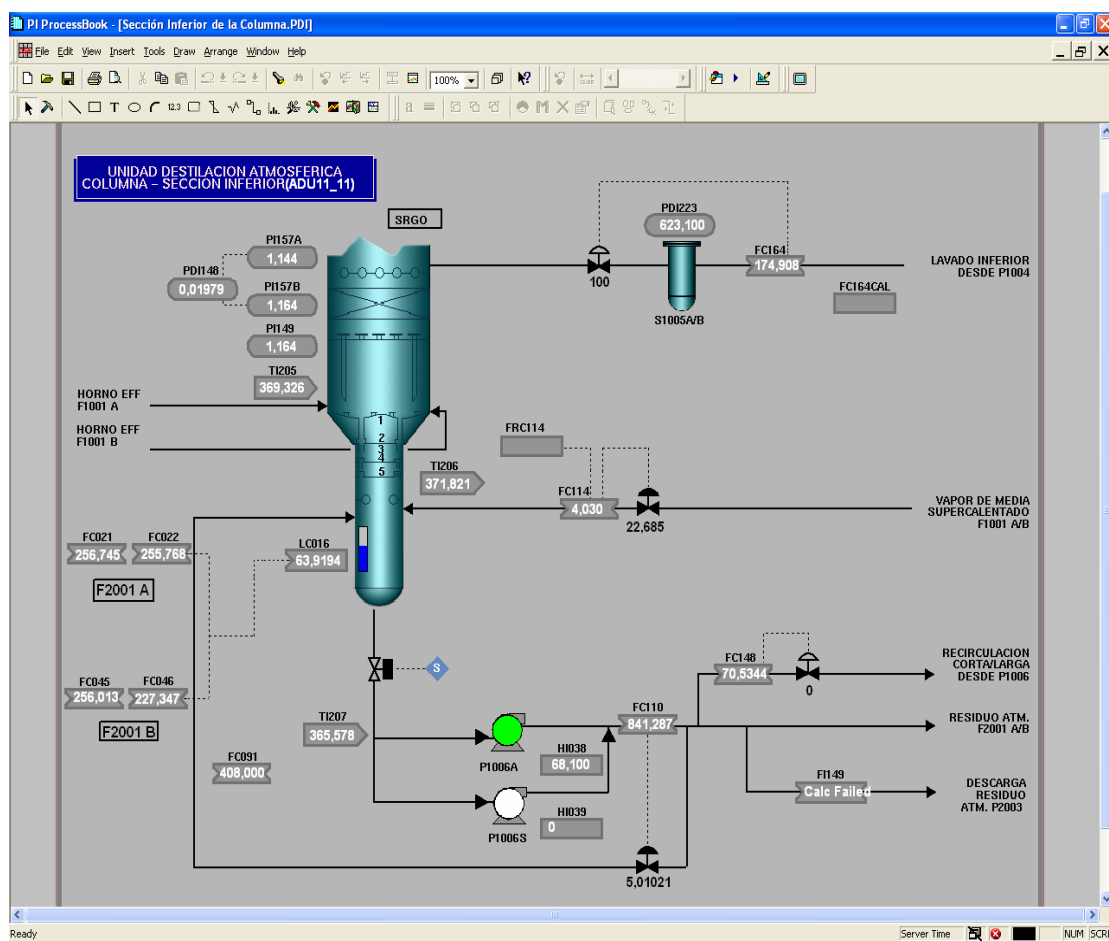 PI ProcessBook - [Sección Inferior de la Columna.PDI]
File Edit View Insert Tools Draw Arrange Window Help
100%
UNIDAD DESTILACION ATMOSFERICA
COLUMNA – SECCION INFERIOR(ADU11_11)
SRGO
PI157A
1,144
PDI148
0,01979
PI157B
1,164
PI149
1,164
TI205
369,326
PDI223
623,100
100
S1005A/B
FC164
174,908
FC164CAL
LAVADO INFERIOR
DESDE P1004
HORNO EFF
F1001 A
HORNO EFF
F1001 B
1
2
3
4
5
TI206
371,821
FRC114
FC114
4,030
22,685
VAPOR DE MEDIA
SUPERCALENTADO
F1001 A/B
FC021
256,745
FC022
255,768
F2001 A
LC016
63,9194
FC045
256,013
FC046
227,347
F2001 B
S
TI207
365,578
FC091
408,000
P1006A
HI038
68,100
P1006S
HI039
0
FC110
841,287
FC148
70,5344
0
RECIRCULACION
CORTA/LARGA
DESDE P1006
RESIDUO ATM.
F2001 A/B
FI149
Calc Failed
DESCARGA
RESIDUO
ATM. P2003
5,01021
Ready
Server Time
NUM
SCRI